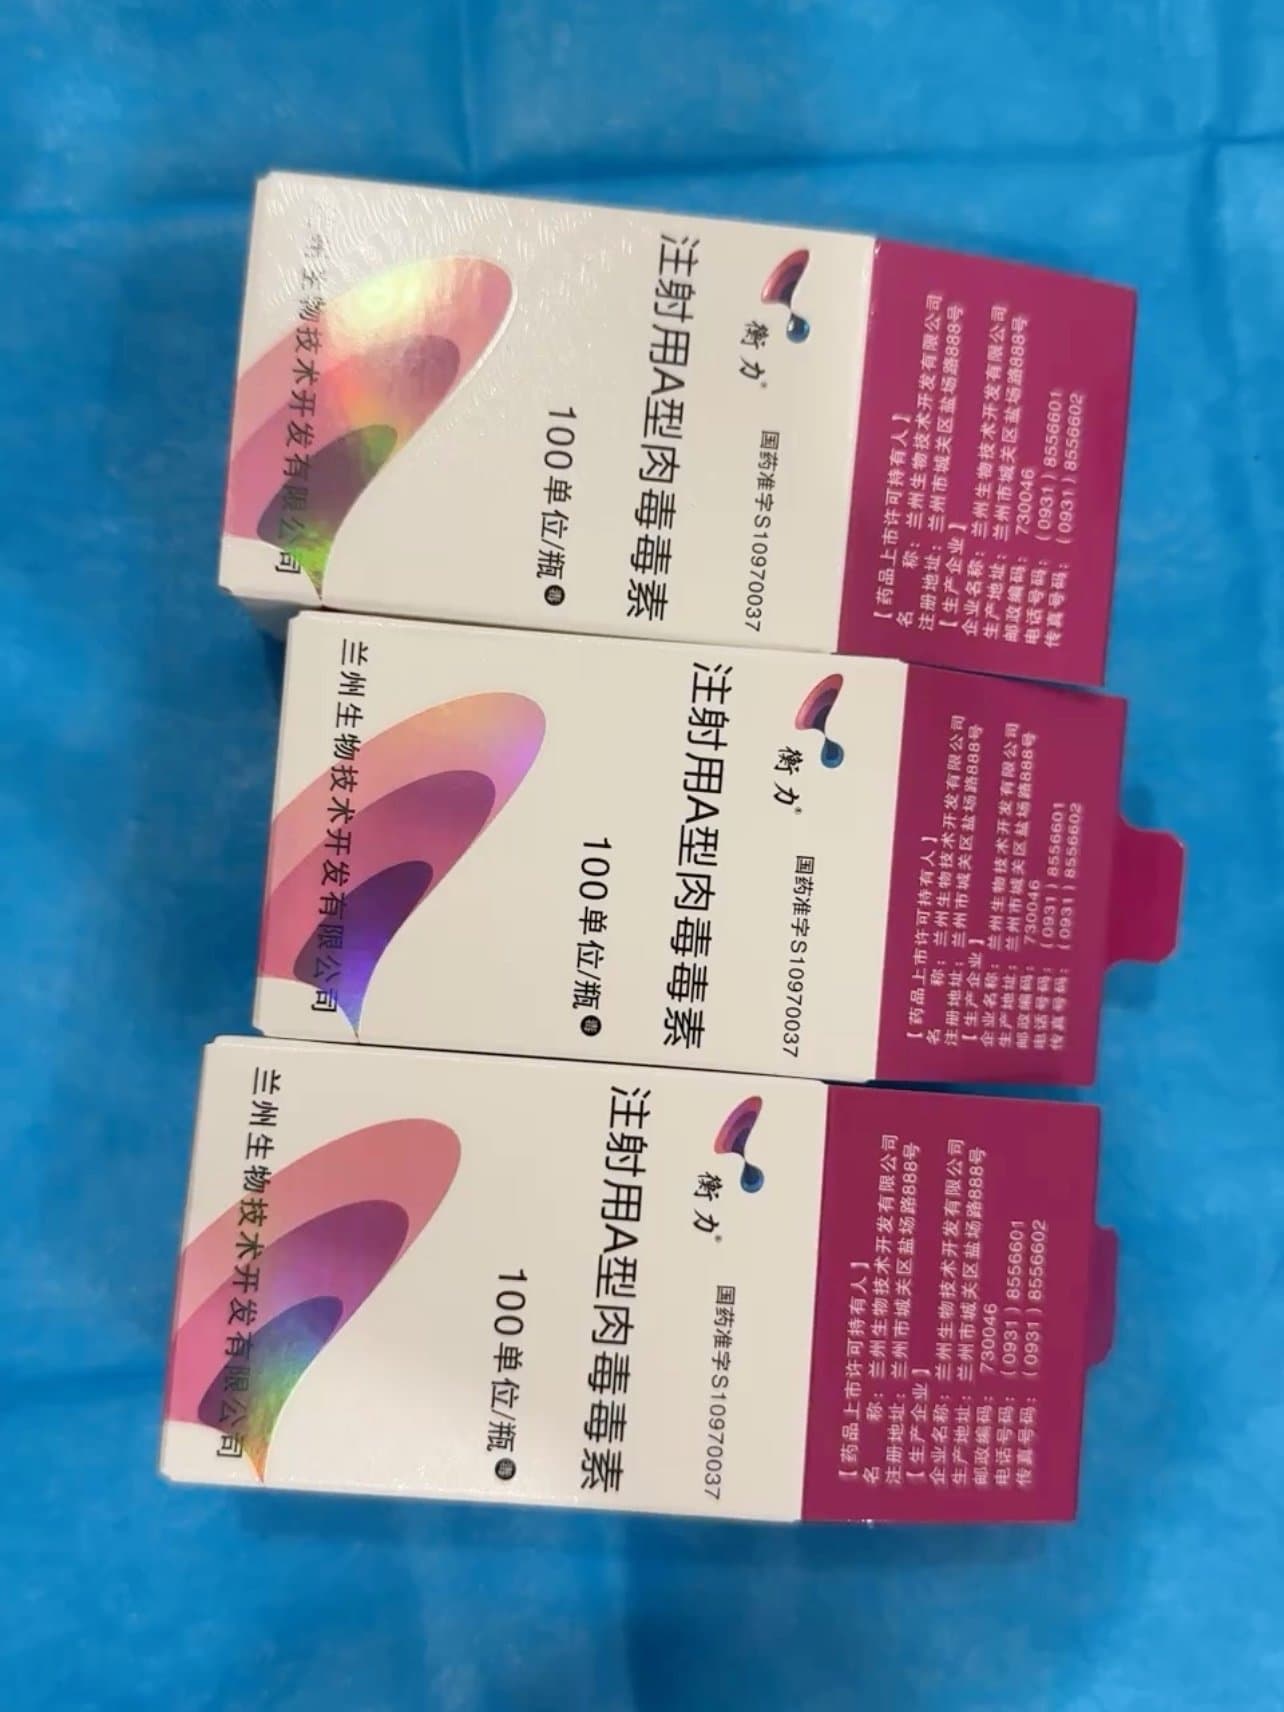 衡力®
国药准字S10970037
注射用A型肉毒毒素
100单位/瓶
生物技术开发有限公司
【药品上市许可持有人】
名 称：兰州生物技术开发有限公司
注册地址：兰州市城关区盐场路888号
【生产企业】
企业名称：兰州生物技术开发有限公司
生产地址：兰州市城关区盐场路888号
邮政编码：730046
电话号码：（0931）8556601
传真号码：（0931）8556602
衡力®
国药准字S10970037
注射用A型肉毒毒素
100单位/瓶
兰州生物技术开发有限公司
【药品上市许可持有人】
名 称：兰州生物技术开发有限公司
注册地址：兰州市城关区盐场路888号
【生产企业】
企业名称：兰州生物技术开发有限公司
生产地址：兰州市城关区盐场路888号
邮政编码：730046
电话号码：（0931）8556601
传真号码：（0931）8556602
衡力®
国药准字S10970037
注射用A型肉毒毒素
100单位/瓶
兰州生物技术开发有限公司
【药品上市许可持有人】
名 称：兰州生物技术开发有限公司
注册地址：兰州市城关区盐场路888号
【生产企业】
企业名称：兰州生物技术开发有限公司
生产地址：兰州市城关区盐场路888号
邮政编码：730046
电话号码：（0931）8556601
传真号码：（0931）8556602